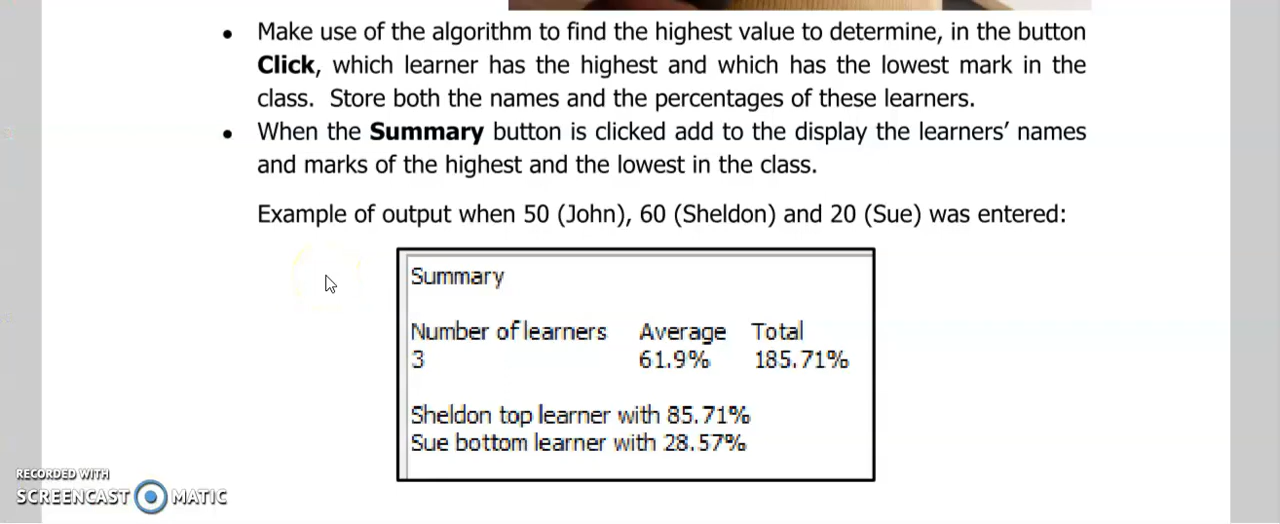 Make use of the algorithm to find the highest value to determine, in the button
Click, which learner has the highest and which has the lowest mark in the
class. Store both the names and the percentages of these learners.
When the Summary button is clicked add to the display the learners' names
and marks of the highest and the lowest in the class.
Example of output when 50 (John), 60 (Sheldon) and 20 (Sue) was entered:
Summary
Number of learners Average Total
3 61.9% 185.71%
Sheldon top learner with 85.71%
Sue bottom learner with 28.57%
RECORDED WITH
SCREENCAST MATIC